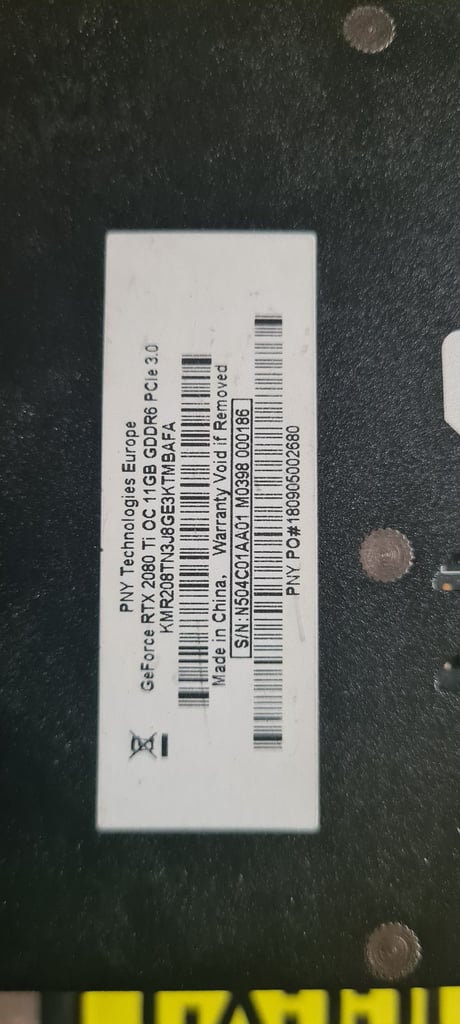 PNY Technologies Europe
GeForce RTX 2080 Ti OC 11GB GDDR6 PCIe 3.0
KMR208TN3J8GE3KTMBAFA
Made in China, Warranty Void if Removed
S/N:N504C01AA01 M0398 000186
PNY PO#180905002680